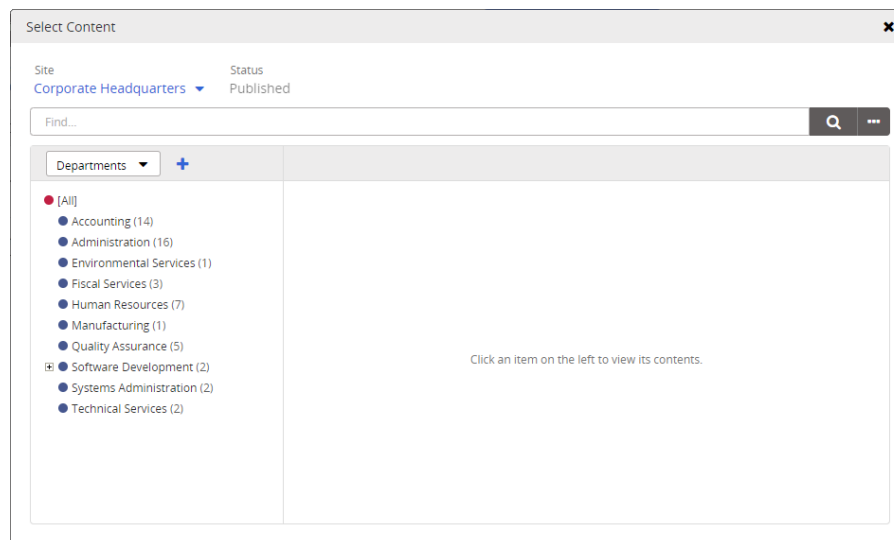 Select Content
Site Status
Corporate Headquarters Published
Find...
Departments
[All]
Accounting (14)
Administration (16)
Environmental Services (1)
Fiscal Services (3)
Human Resources (7)
Manufacturing (1)
Quality Assurance (5)
Software Development (2)
Systems Administration (2)
Technical Services (2)
Click an item on the left to view its contents.